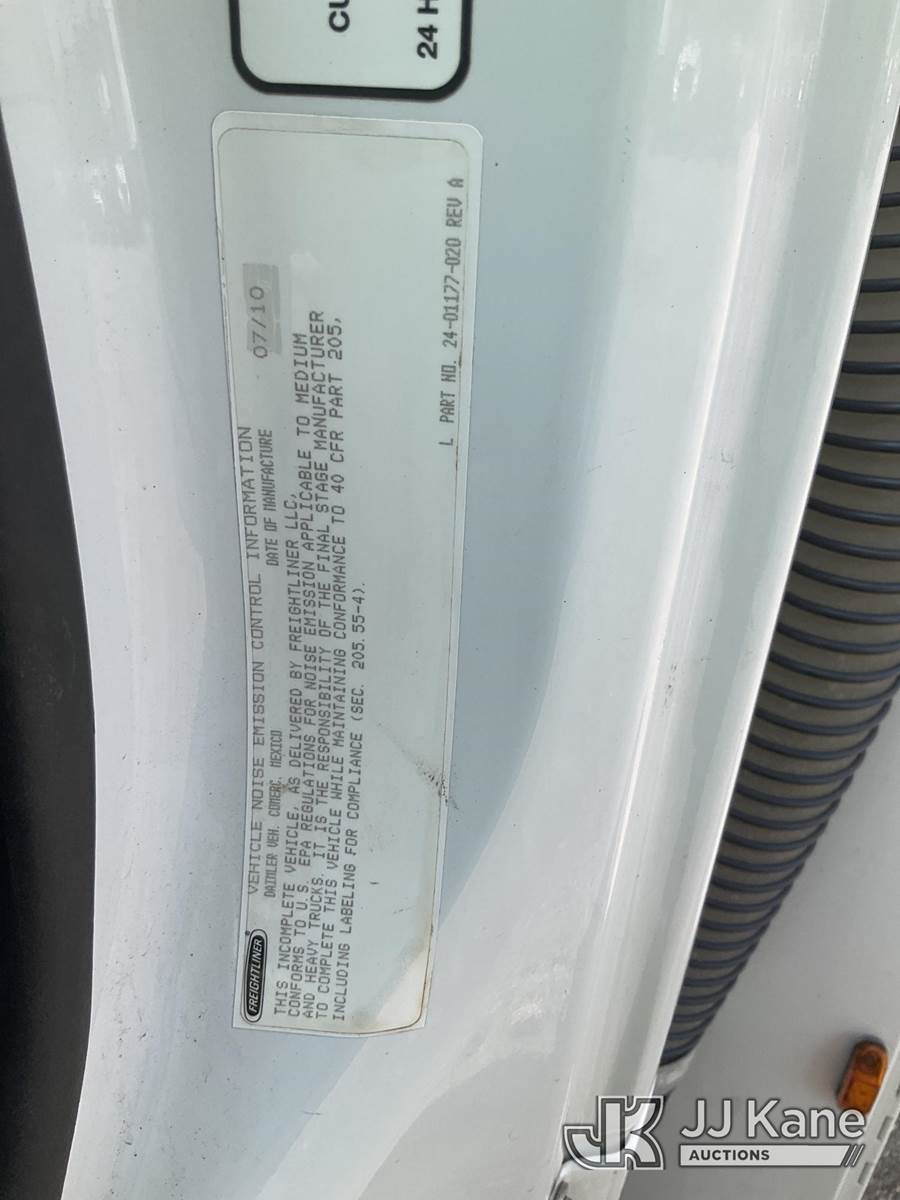 CU
24 H
FREIGHTLINER
VEHICLE NOISE EMISSION CONTROL INFORMATION
DAIMLER VEH. COMERC. MEXICO DATE OF MANUFACTURE 07/10
THIS INCOMPLETE VEHICLE, AS DELIVERED BY FREIGHTLINER LLC,
CONFORMS TO U.S. EPA REGULATIONS FOR NOISE EMISSION APPLICABLE TO MEDIUM
AND HEAVY TRUCKS. IT IS THE RESPONSIBILITY OF THE FINAL STAGE MANUFACTURER
TO COMPLETE THIS VEHICLE WHILE MAINTAINING CONFORMANCE TO 40 CFR PART 205,
INCLUDING LABELING FOR COMPLIANCE (SEC. 205.55-4).
L PART NO. 24-01177-020 REV A
JK JJ Kane
AUCTIONS